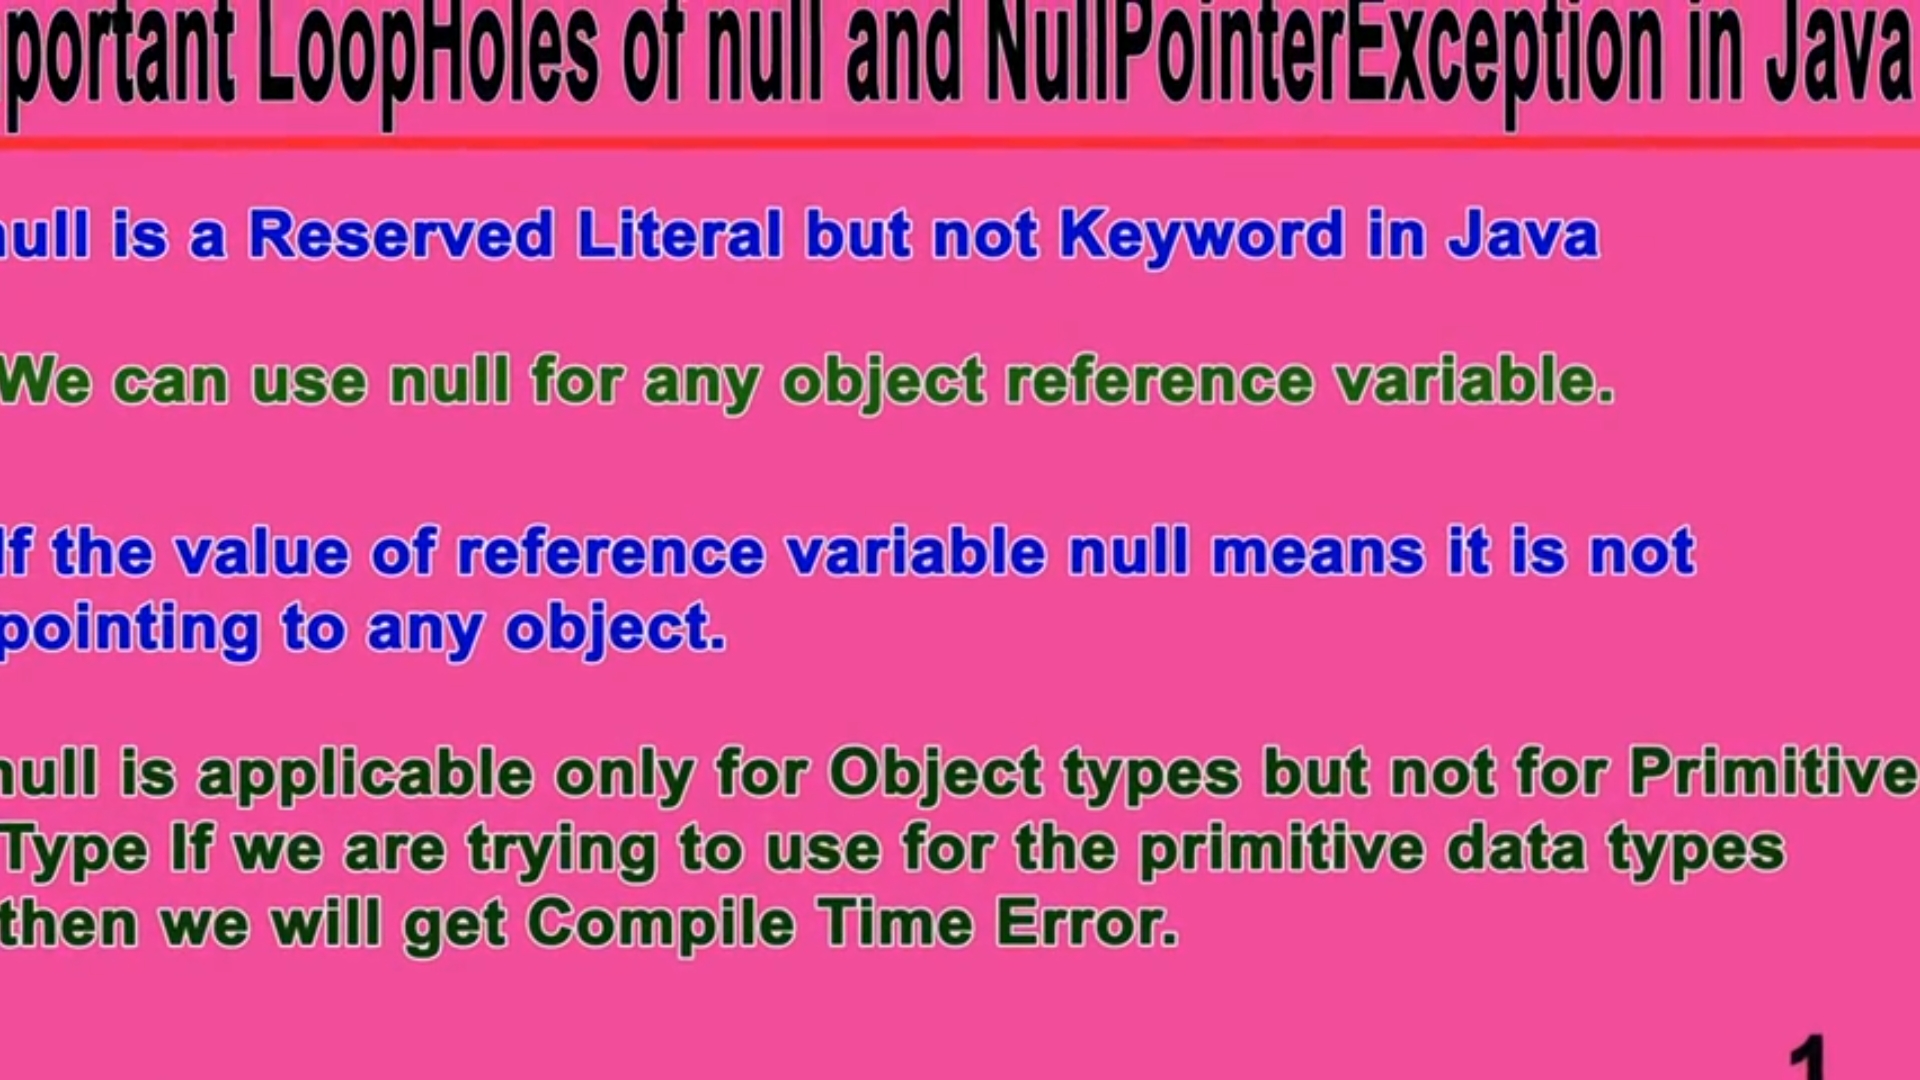 portant LoopHoles of null and NullPointerException in Java
null is a Reserved Literal but not Keyword in Java
We can use null for any object reference variable.
If the value of reference variable null means it is not
pointing to any object.
null is applicable only for Object types but not for Primitive
Type If we are trying to use for the primitive data types
then we will get Compile Time Error.
1